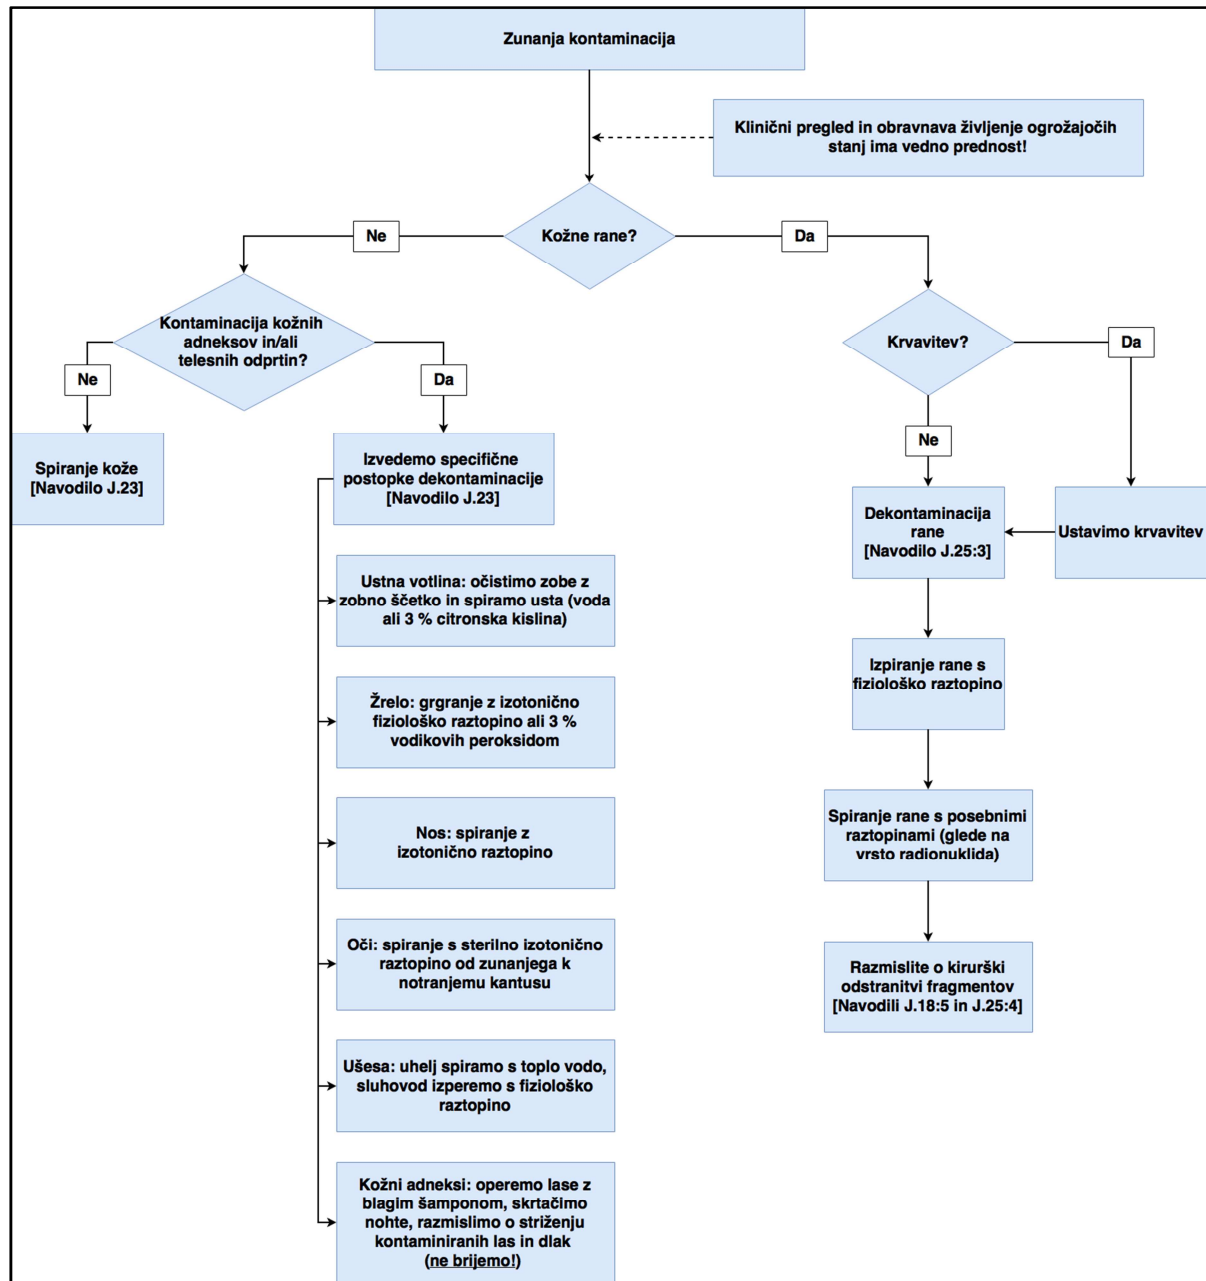 Zunanja kontaminacija
Klinični pregled in obravnava življenje ogrožajočih
stanj ima vedno prednost!
Kožne rane?
Ne
Da
Kontaminacija kožnih
adneksov in/ali
telesnih odprtin?
Ne
Da
Krvavitev?
Da
Ne
Spiranje kože
[Navodilo J.23]
Izvedemo specifične
postopke dekontaminacije
[Navodilo J.23]
Dekontaminacija
rane
[Navodilo J.25:3]
Ustavimo krvavitev
Ustna votlina: očistimo zobe z
zobno ščetko in spiramo usta (voda
ali 3 % citronska kislina)
Izpiranje rane s
fiziološko raztopino
Žrelo: grgranje z izotonično
fiziološko raztopino ali 3 %
vodikovih peroksidom
Spiranje rane s posebnimi
raztopinami (glede na
vrsto radionuklida)
Nos: spiranje z
izotonično raztopino
Oči: spiranje s sterilno izotonično
raztopino od zunanjega k
notranjemu kantusu
Razmislite o kirurški
odstranitvi fragmentov
[Navodili J.18:5 in J.25:4]
Ušesa: uhelj spiramo s toplo vodo,
sluhovod izperemo s fiziološko
raztopino
Kožni adneksi: operemo lase z
blagim šamponom, skrtačimo
nohte, razmislimo o striženju
kontaminiranih las in dlak
(ne brijemo!)